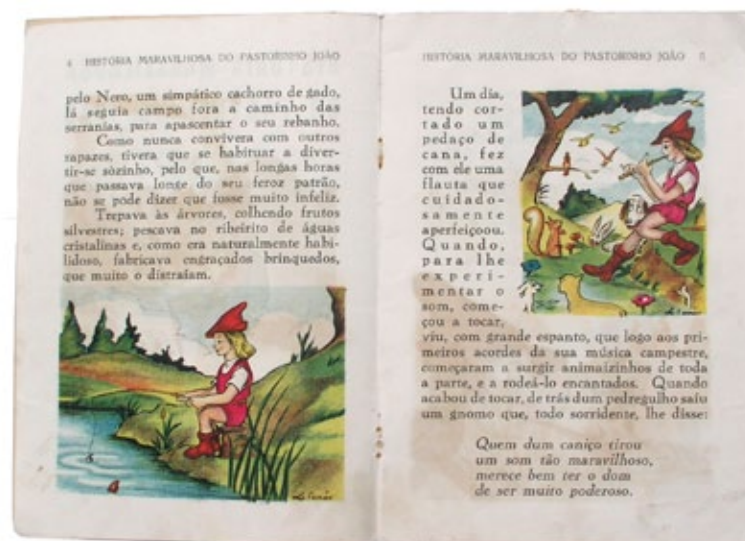 4 HISTÓRIA MARAVILHOSA DO PASTORINHO JOÃO
pelo Nero, um simpático cachorro de gado,
lá seguia campo fora a caminho das
serranias, para apascentar o seu rebanho.
Como nunca convivera com outros
rapazes, tivera que se habituar a diver-
tir-se sòzinho, pelo que, nas longas horas
que passava longe do seu feroz patrão,
não se pode dizer que fosse muito infeliz.
Trepava às árvores, colhendo frutos
silvestres; pescava no ribeirito de águas
cristalinas e, como era naturalmente habi-
lidoso, fabricava engraçados brinquedos,
que muito o distraíam.
HISTÓRIA MARAVILHOSA DO PASTORINHO JOÃO 5
Um dia,
tendo cor-
tado um
pedaço de
cana, fez
com ele uma
flauta que
cuidado-
samente
aperfeiçoou.
Quando,
para lhe
experi-
mentar o
som, come-
çou a tocar,
viu, com grande espanto, que logo aos pri-
meiros acordes da sua música campestre,
começaram a surgir animaizinhos de toda
a parte, e a rodeá-lo encantados. Quando
acabou de tocar, de trás dum pedregulho saíu
um gnomo que, todo sorridente, lhe disse:
Quem dum caniço tirou
um som tão maravilhoso,
merece bem ter o dom
de ser muito poderoso.